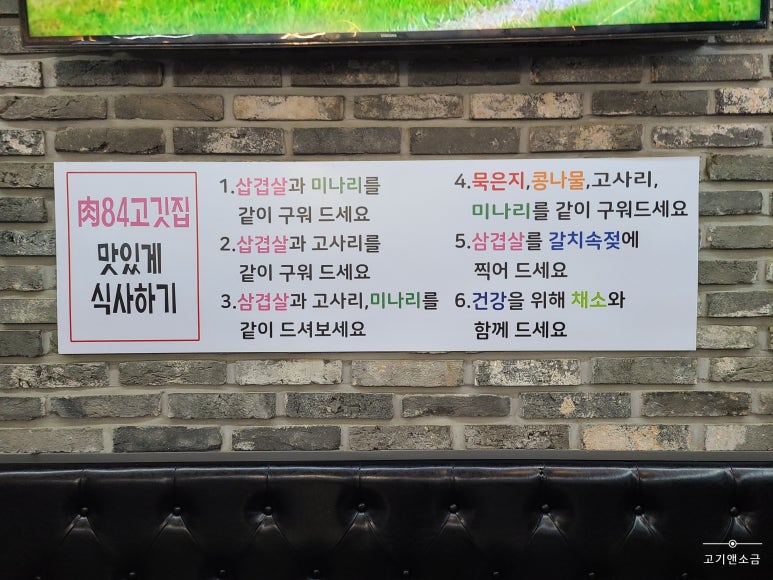 肉84고깃집
맛있게
식사하기
1.삽겹살과 미나리를
같이 구워 드세요
2.삽겹살과 고사리를
같이 구워 드세요
3.삼겹살과 고사리,미나리를
같이 드셔보세요
4.묵은지,콩나물,고사리,
미나리를 같이 구워드세요
5.삼겹살를 갈치속젓에
찍어 드세요
6.건강을 위해 채소와
함께 드세요
SAMSUNG
고기앤소금